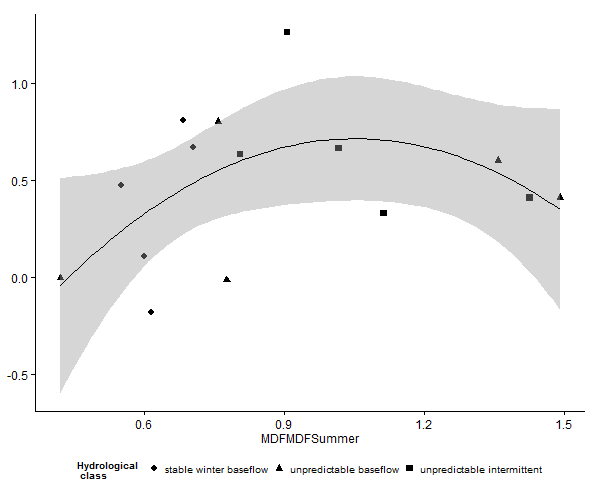 1.0
0.5
0.0
-0.5
0.6 0.9 1.2 1.5
MDFMDFSummer
Hydrological
class
stable winter baseflow unpredictable baseflow unpredictable intermittent